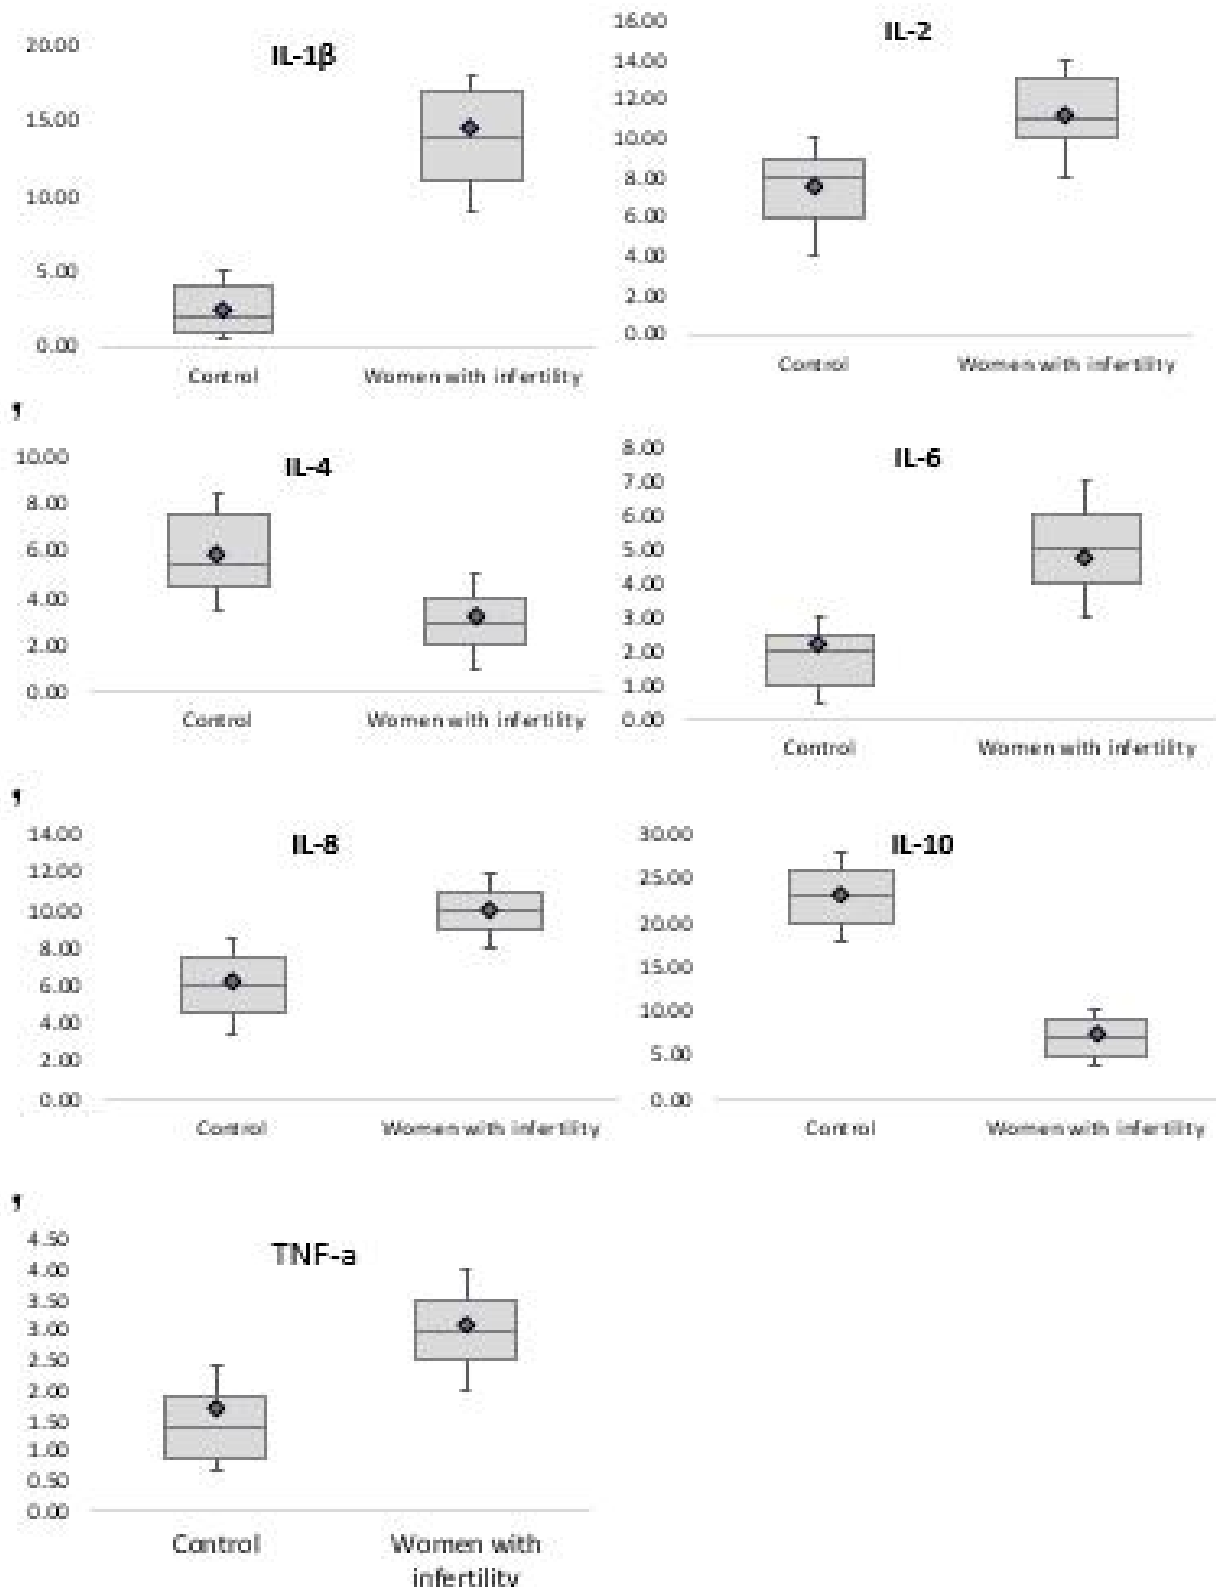 IL-1β
20.00
15.00
10.00
5.00
0.00
Control
Women with infertility
IL-2
16.00
14.00
12.00
10.00
8.00
6.00
4.00
2.00
0.00
Control
Women with infertility
¶
IL-4
10.00
8.00
6.00
4.00
2.00
0.00
Control
Women with infertility
IL-6
8.00
7.00
6.00
5.00
4.00
3.00
2.00
1.00
0.00
Control
Women with infertility
¶
IL-8
14.00
12.00
10.00
8.00
6.00
4.00
2.00
0.00
Control
Women with infertility
IL-10
30.00
25.00
20.00
15.00
10.00
5.00
0.00
Control
Women with infertility
¶
TNF-a
4.50
4.00
3.50
3.00
2.50
2.00
1.50
1.00
0.50
0.00
Control
Women with
infertility